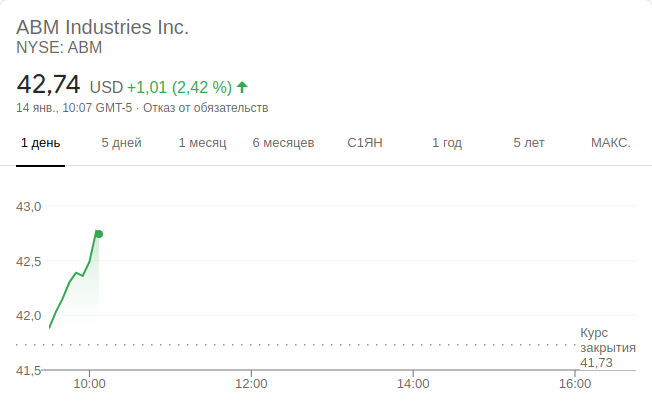 ABM Industries Inc.
NYSE: ABM
42,74 USD +1,01 (2,42 %)
14 янв., 10:07 GMT-5 · Отказ от обязательств
1 день 5 дней 1 месяц 6 месяцев С1ЯН 1 год 5 лет МАКС.
43,0
42,5
42,0
Курс
закрытия
41,73
41,5
10:00 12:00 14:00 16:00